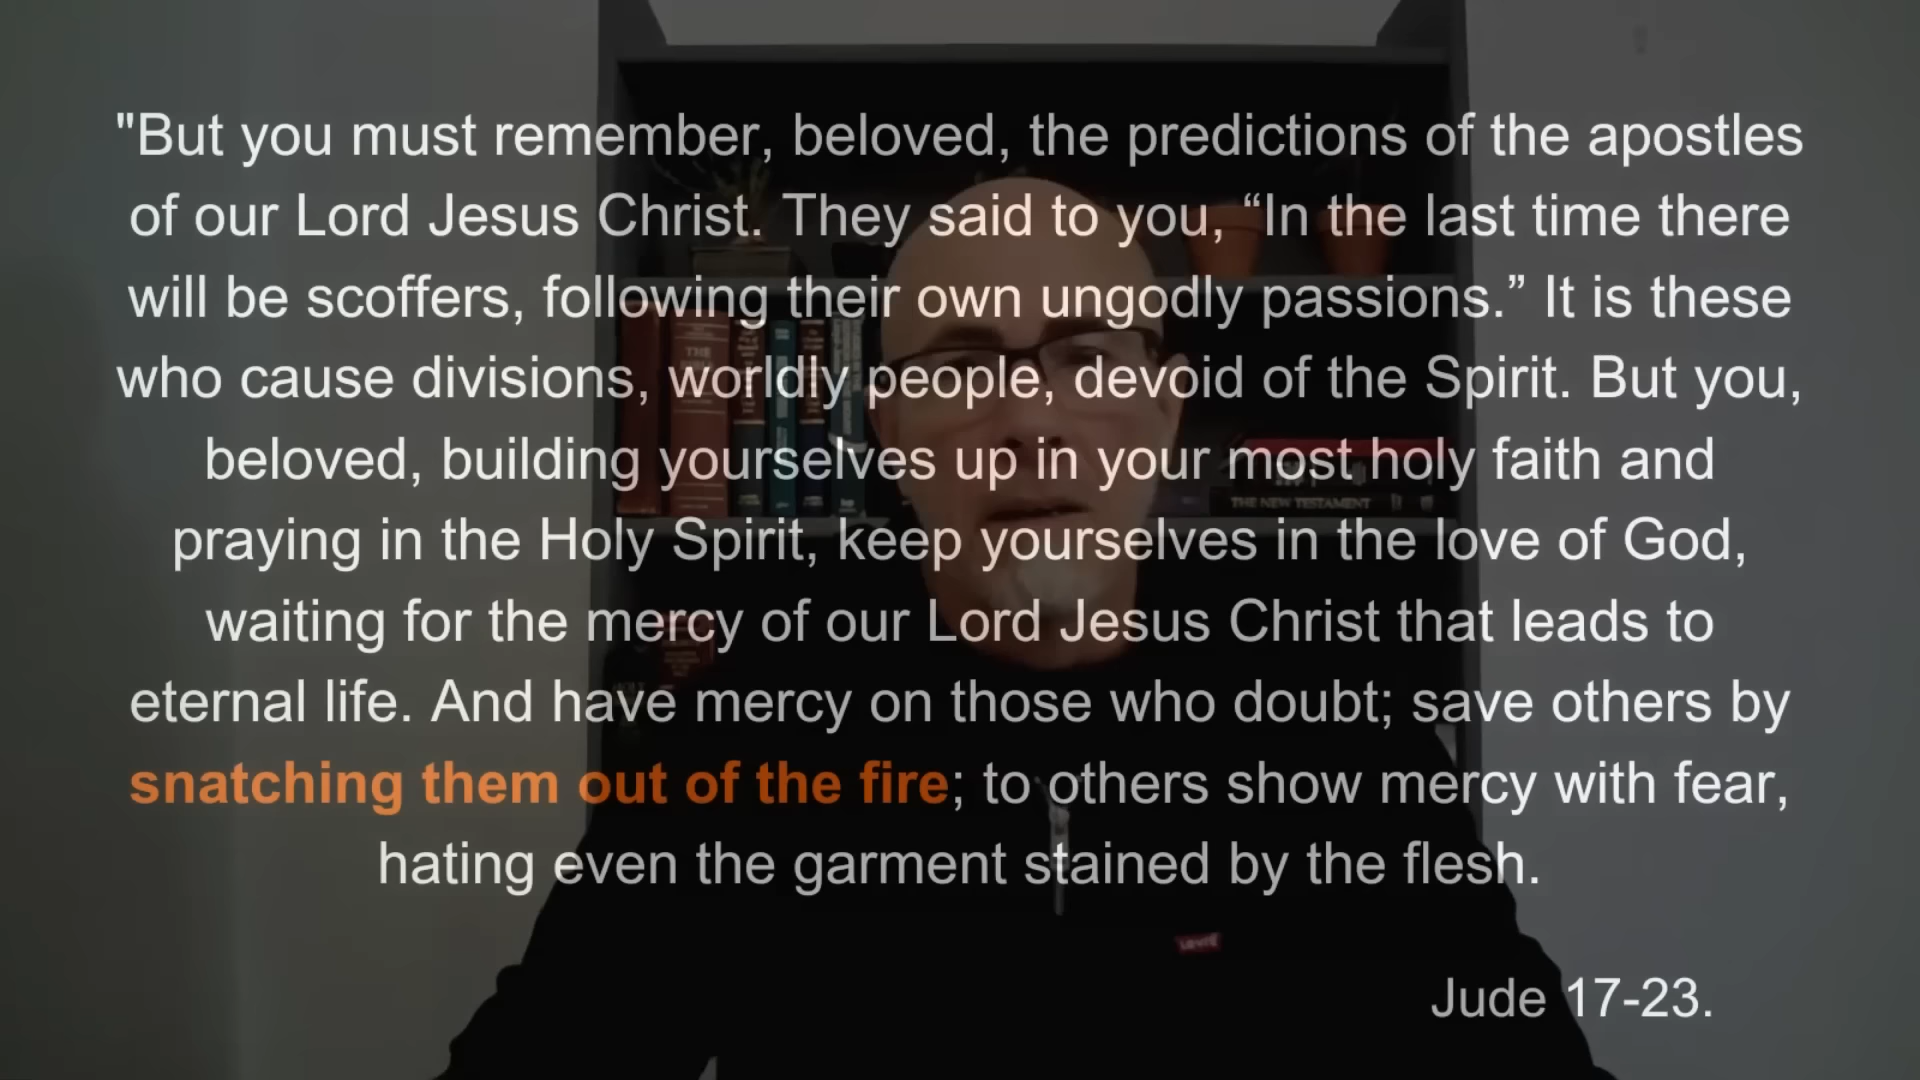 "But you must remember, beloved, the predictions of the apostles
of our Lord Jesus Christ. They said to you, “In the last time there
will be scoffers, following their own ungodly passions.” It is these
who cause divisions, worldly people, devoid of the Spirit. But you,
beloved, building yourselves up in your most holy faith and
praying in the Holy Spirit, keep yourselves in the love of God,
waiting for the mercy of our Lord Jesus Christ that leads to
eternal life. And have mercy on those who doubt; save others by
snatching them out of the fire; to others show mercy with fear,
hating even the garment stained by the flesh.
Jude 17-23.
THE
THE NEW TESTAMENT
Levi's